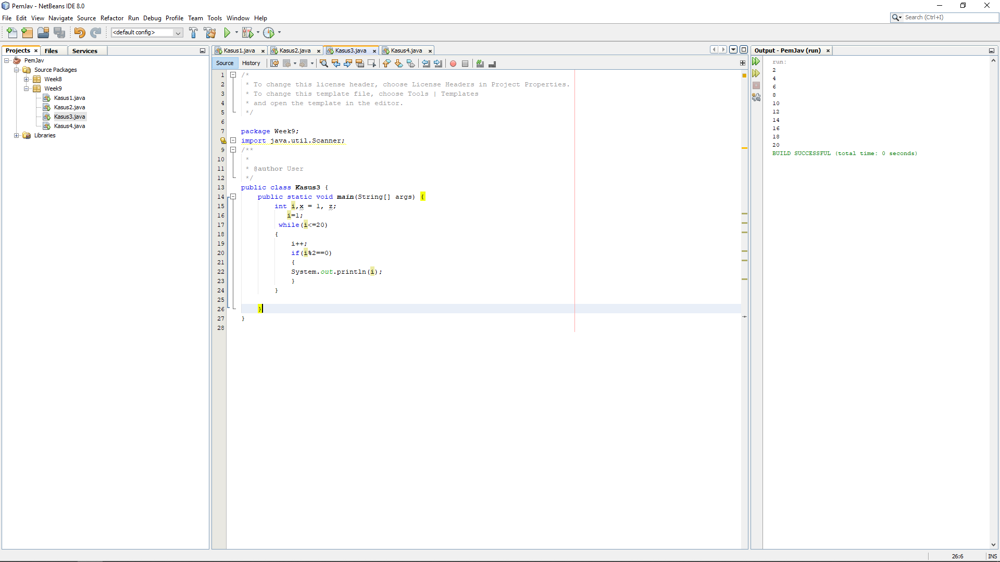 PemJav - NetBeans IDE 8.0
File Edit View Navigate Source Refactor Run Debug Profile Team Tools Window Help
Search (Ctrl+I)
<default config>
Projects Files Services
PemJav
Source Packages
Week8
Week9
Kasus1.java
Kasus2.java
Kasus3.java
Kasus4.java
Libraries
Kasus1.java Kasus2.java Kasus3.java Kasus4.java
Source History
1 /*
2 * To change this license header, choose License Headers in Project Properties.
3 * To change this template file, choose Tools | Templates
4 * and open the template in the editor.
5 */
6
7 package Week9;
import java.util.Scanner;
9 /**
10 *
11 * @author User
12 */
13 public class Kasus3 {
14 public static void main(String[] args) {
15 int i,x = 1, z;
16 i=1;
17 while(i<=20)
18 {
19 i++;
20 if(i%2==0)
21 {
22 System.out.println(i);
23 }
24 }
25
26 }
27 }
28
Output - PemJav (run)
run:
2
4
6
8
10
12
14
16
18
20
BUILD SUCCESSFUL (total time: 0 seconds)
26:6 INS